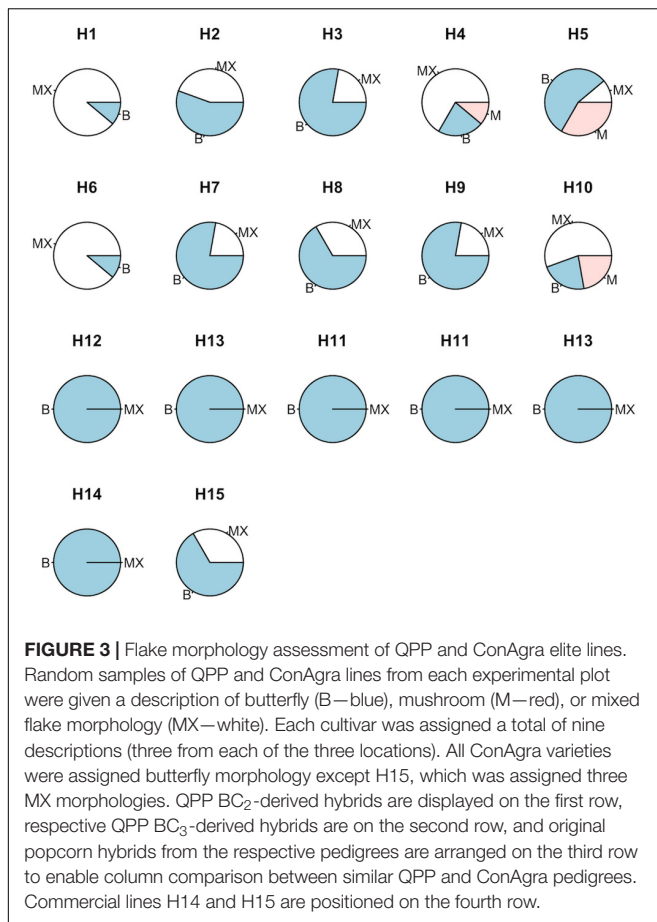 H1 H2 H3 H4 H5
MX B MX B MX B MX M B B MX M
H6 H7 H8 H9 H10
MX B MX B MX B MX B MX B M
H12 H13 H11 H11 H13
B MX B MX B MX B MX B MX
H14 H15
B MX MX B
FIGURE 3 | Flake morphology assessment of QPP and ConAgra elite lines.
Random samples of QPP and ConAgra lines from each experimental plot
were given a description of butterfly (B—blue), mushroom (M—red), or mixed
flake morphology (MX—white). Each cultivar was assigned a total of nine
descriptions (three from each of the three locations). All ConAgra varieties
were assigned butterfly morphology except H15, which was assigned three
MX morphologies. QPP BC2-derived hybrids are displayed on the first row,
respective QPP BC3-derived hybrids are on the second row, and original
popcorn hybrids from the respective pedigrees are arranged on the third row
to enable column comparison between similar QPP and ConAgra pedigrees.
Commercial lines H14 and H15 are positioned on the fourth row.